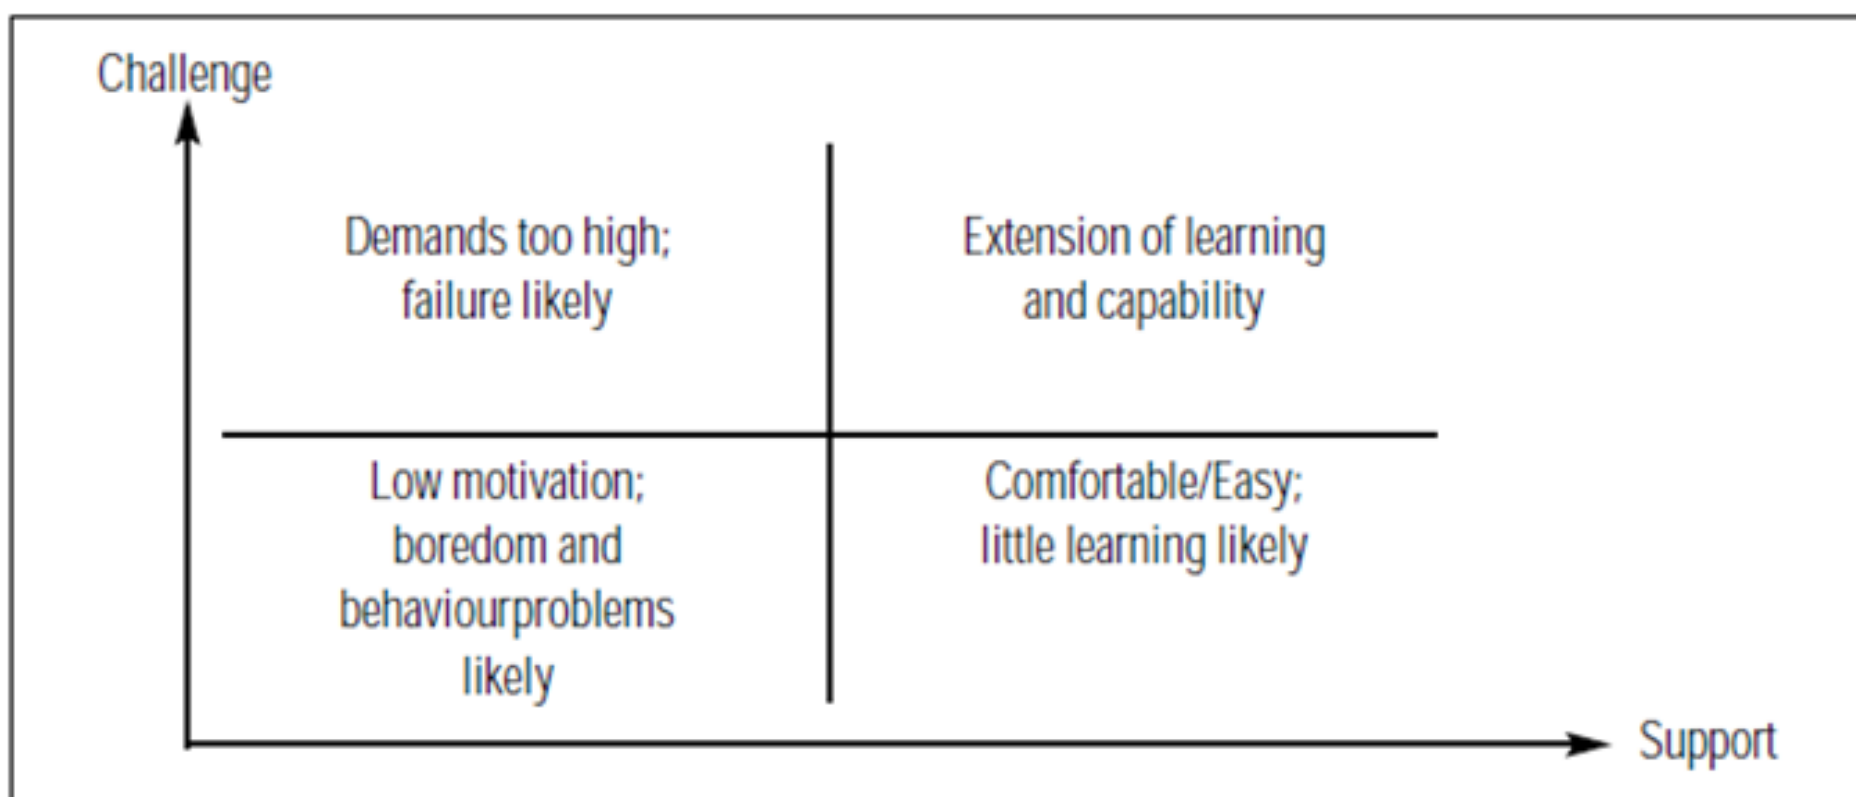 Challenge
Demands too high;
failure likely
Extension of learning
and capability
Low motivation;
boredom and
behaviourproblems
likely
Comfortable/Easy;
little learning likely
Support